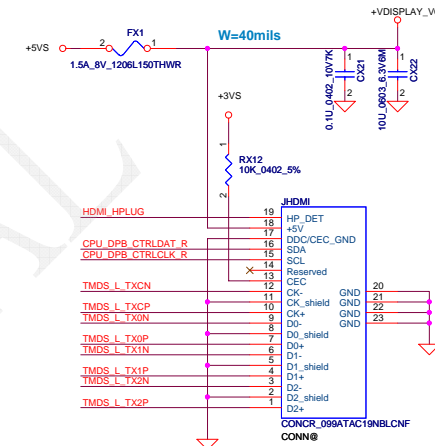 +VDISPLAY_V
FX1
W=40mils
+5VS
2
1
1.5A_8V_1206L150THWR
1
2
CX21
0.1U_0402_10V7K
1
2
CX22
10U_0603_6.3V6M
+3VS
1
2
RX12
10K_0402_5%
JHDMI
HDMI_HPLUG 19 HP_DET
18 +5V
17 DDC/CEC_GND
CPU_DPB_CTRLDAT_R 16 SDA
CPU_DPB_CTRLCLK_R 15 SCL
14 Reserved
13 CEC
TMDS_L_TXCN 12 CK- GND 20
11 CK_shield GND 21
TMDS_L_TXCP 10 CK+ GND 22
TMDS_L_TX0N 9 D0- GND 23
8 D0_shield
TMDS_L_TX0P 7 D0+
TMDS_L_TX1N 6 D1-
5 D1_shield
TMDS_L_TX1P 4 D1+
TMDS_L_TX2N 3 D2-
2 D2_shield
TMDS_L_TX2P 1 D2+
CONCR_099ATAC19NBLCNF
CONN@